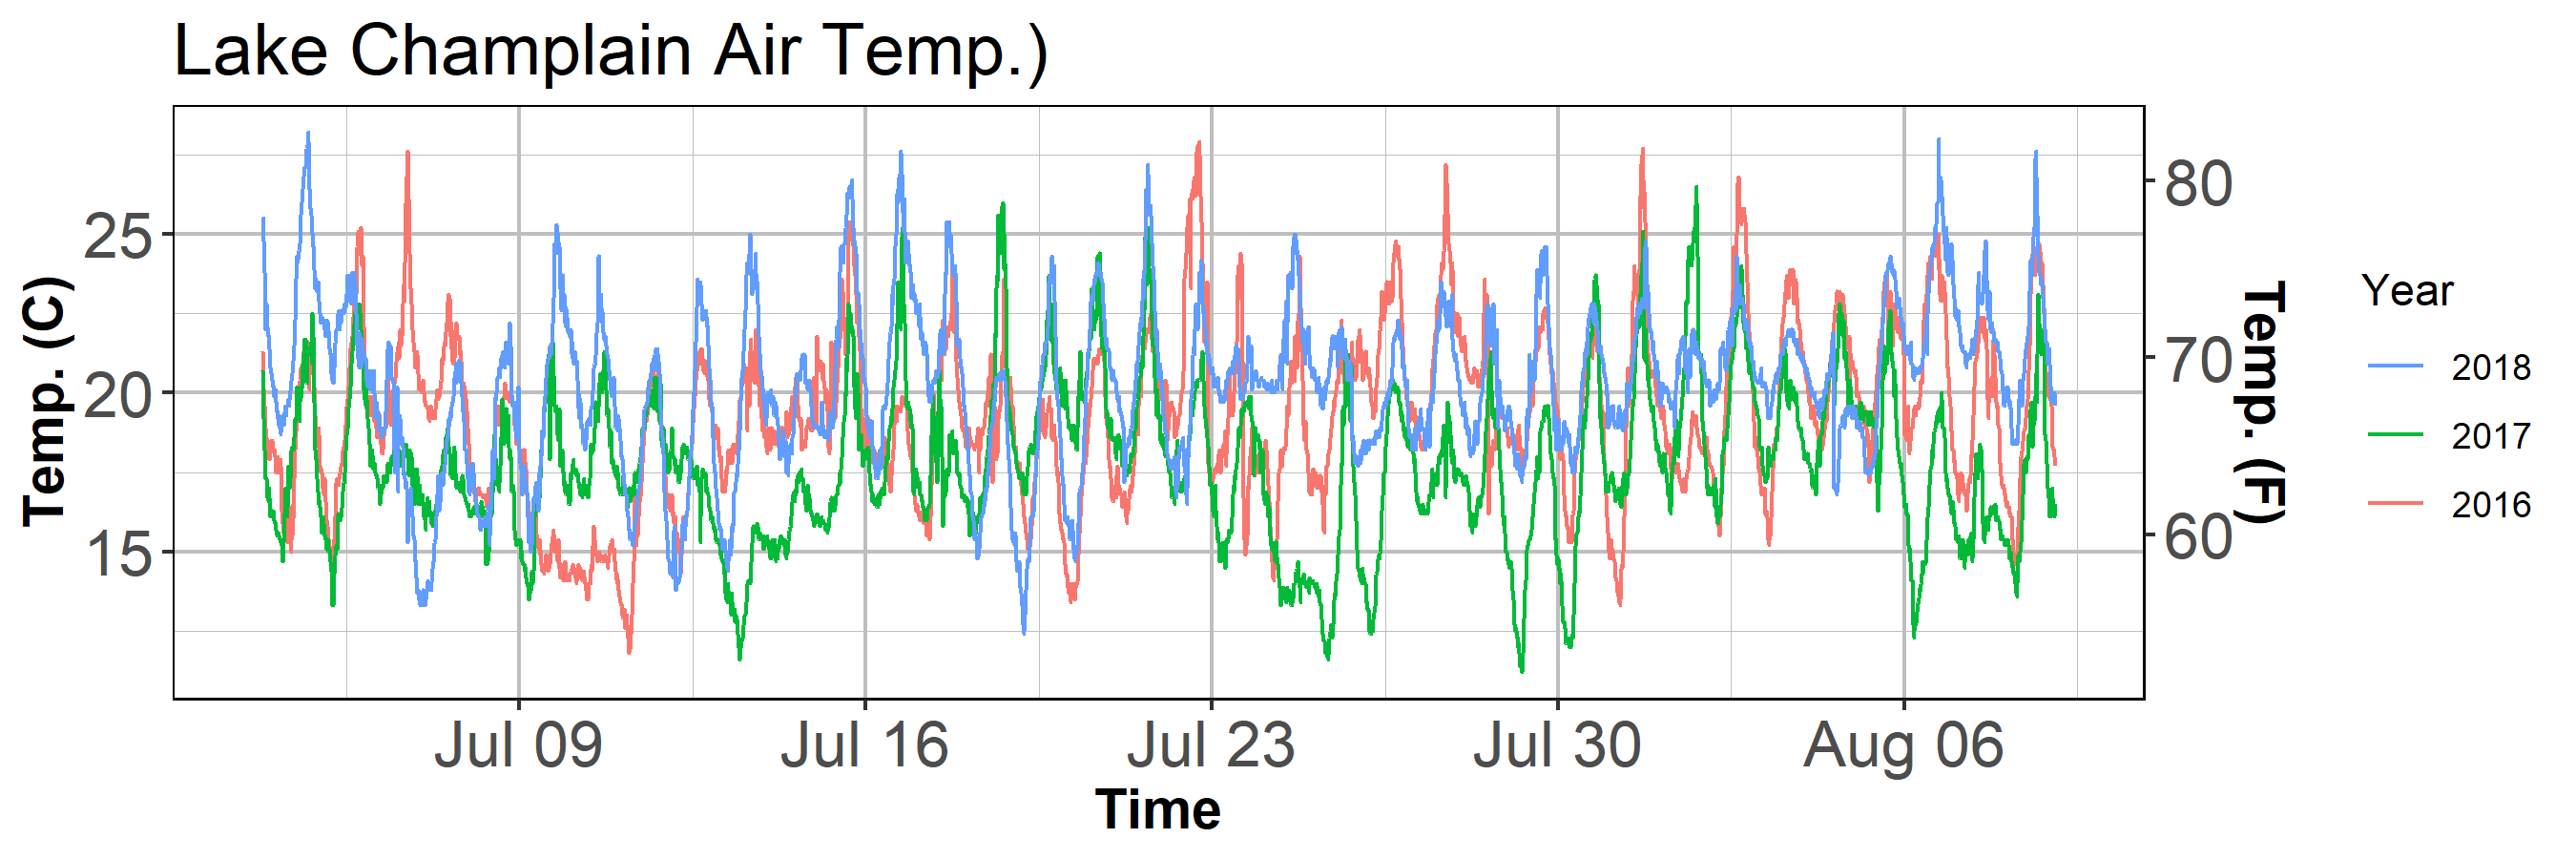 Lake Champlain Air Temp.)
Temp. (C)
25
20
15
80
70
60
Temp. (F)
Jul 09
Jul 16
Jul 23
Jul 30
Aug 06
Time
Year
2018
2017
2016